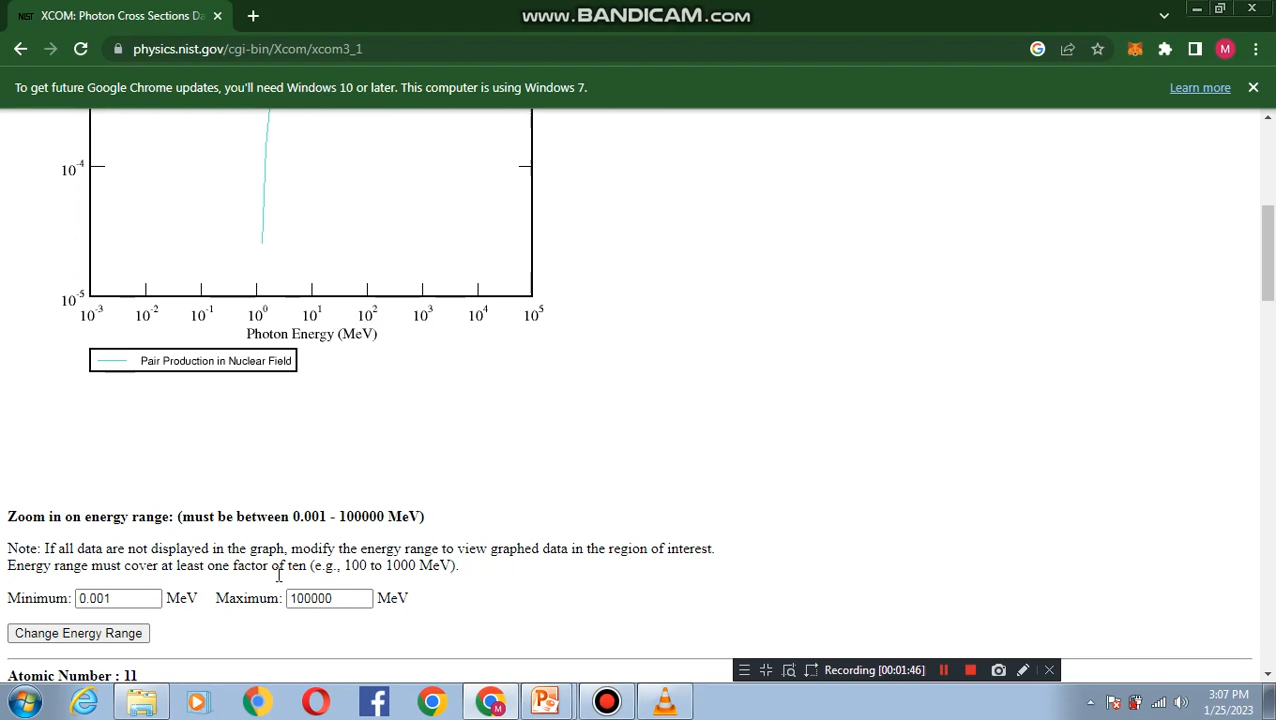 XCOM: Photon Cross Sections Da
www.BANDICAM.com
physics.nist.gov/cgi-bin/Xcom/xcom3_1
M
To get future Google Chrome updates, you'll need Windows 10 or later. This computer is using Windows 7.
Learn more
10-4
10-5
10-3 10-2 10-1 100 101 102 103 104 105
Photon Energy (MeV)
Pair Production in Nuclear Field
Zoom in on energy range: (must be between 0.001 - 100000 MeV)
Note: If all data are not displayed in the graph, modify the energy range to view graphed data in the region of interest.
Energy range must cover at least one factor of ten (e.g., 100 to 1000 MeV).
Minimum: 0.001 MeV Maximum: 100000 MeV
Change Energy Range
Atomic Number : 11
Recording [00:01:46]
3:07 PM
1/25/2023